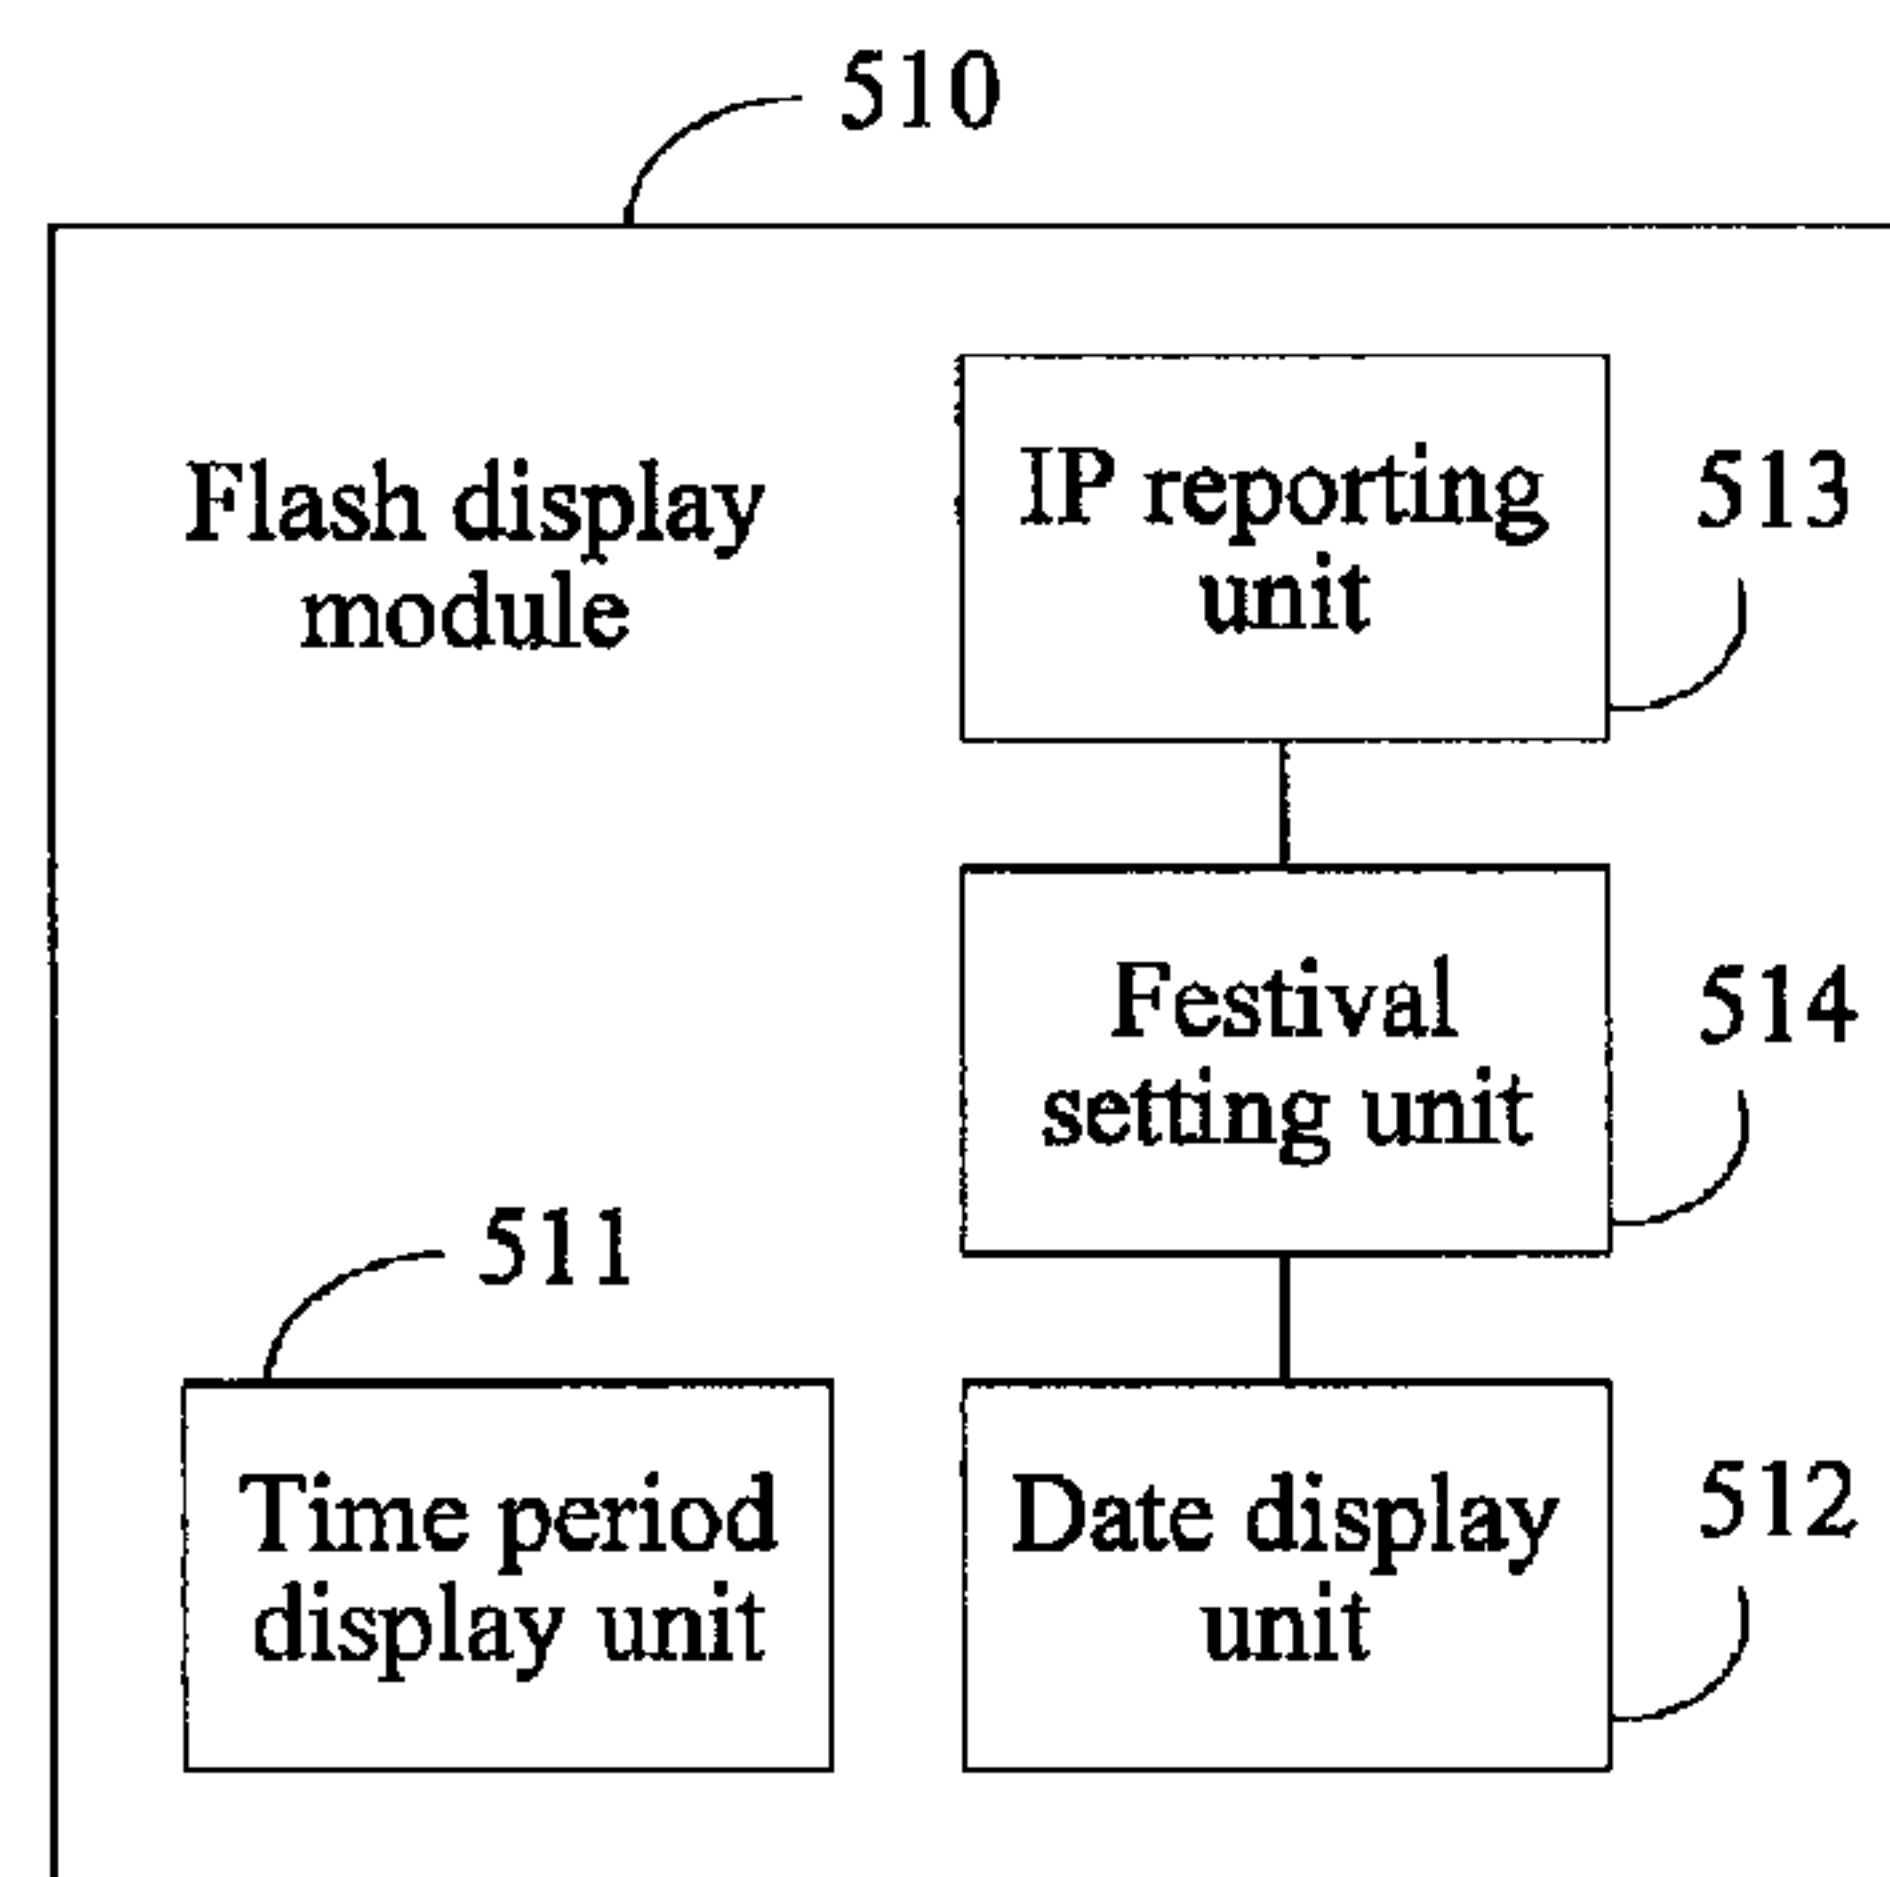 510
Flash display
module
IP reporting
unit
513
Festival
setting unit
514
511
Time period
display unit
Date display
unit
512